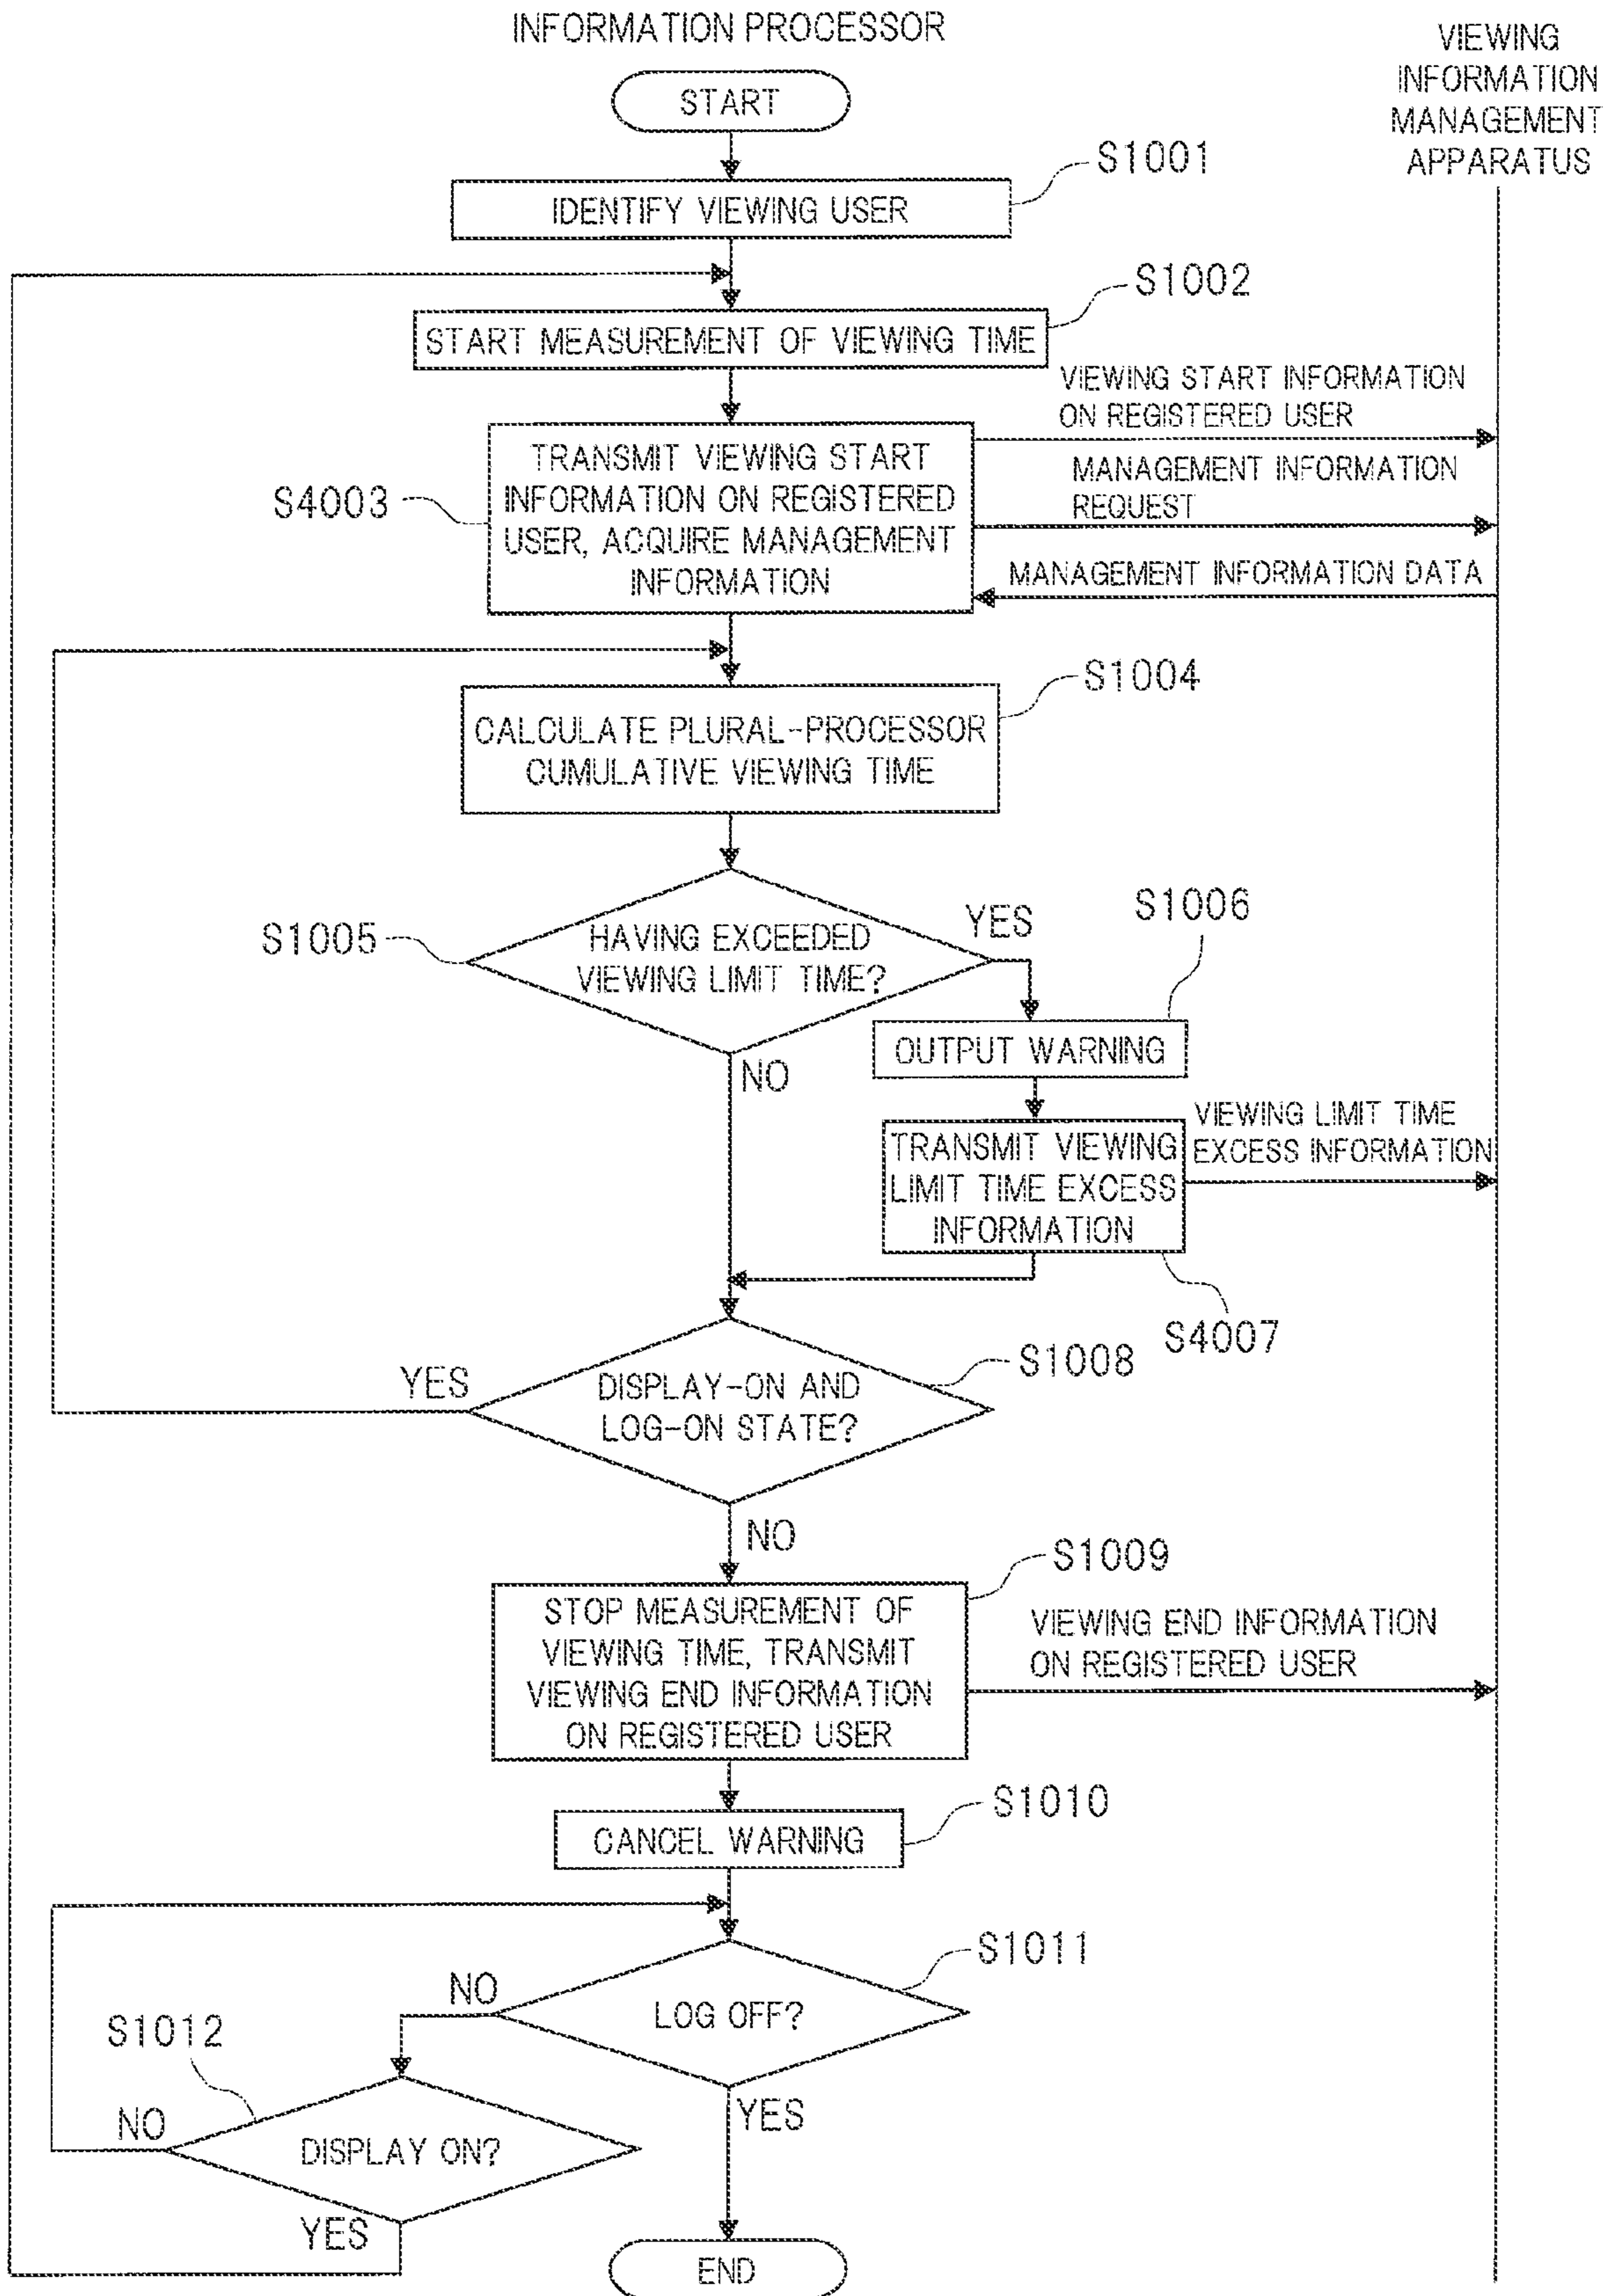 INFORMATION PROCESSOR
VIEWING
INFORMATION
MANAGEMENT
APPARATUS
START
S1001
IDENTIFY VIEWING USER
S1002
START MEASUREMENT OF VIEWING TIME
VIEWING START INFORMATION
ON REGISTERED USER
S4003
TRANSMIT VIEWING START
INFORMATION ON REGISTERED
USER, ACQUIRE MANAGEMENT
INFORMATION
MANAGEMENT INFORMATION
REQUEST
MANAGEMENT INFORMATION DATA
S1004
CALCULATE PLURAL-PROCESSOR
CUMULATIVE VIEWING TIME
S1005
HAVING EXCEEDED
VIEWING LIMIT TIME?
YES
S1006
NO
OUTPUT WARNING
TRANSMIT VIEWING
LIMIT TIME EXCESS
INFORMATION
VIEWING LIMIT TIME
EXCESS INFORMATION
S4007
YES
DISPLAY-ON AND
LOG-ON STATE?
S1008
NO
S1009
STOP MEASUREMENT OF
VIEWING TIME, TRANSMIT
VIEWING END INFORMATION
ON REGISTERED USER
VIEWING END INFORMATION
ON REGISTERED USER
S1010
CANCEL WARNING
S1011
NO
LOG OFF?
S1012
YES
NO
DISPLAY ON?
YES
END